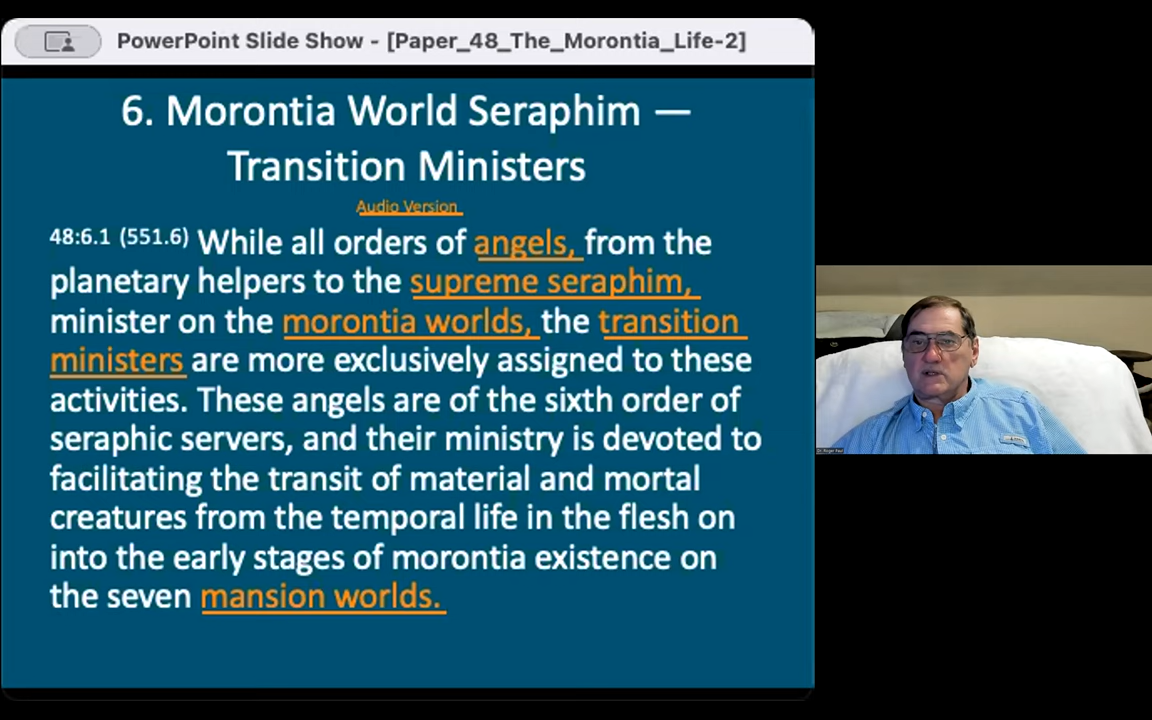 PowerPoint Slide Show - [Paper_48_The_Morontia_Life-2]
6. Morontia World Seraphim —
Transition Ministers
Audio Version
48:6.1 (551.6) While all orders of angels, from the
planetary helpers to the supreme seraphim,
minister on the morontia worlds, the transition
ministers are more exclusively assigned to these
activities. These angels are of the sixth order of
seraphic servers, and their ministry is devoted to
facilitating the transit of material and mortal
creatures from the temporal life in the flesh on
into the early stages of morontia existence on
the seven mansion worlds.